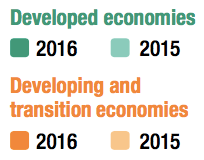 Developed economies
2016 2015
Developing and
transition economies
2016 2015